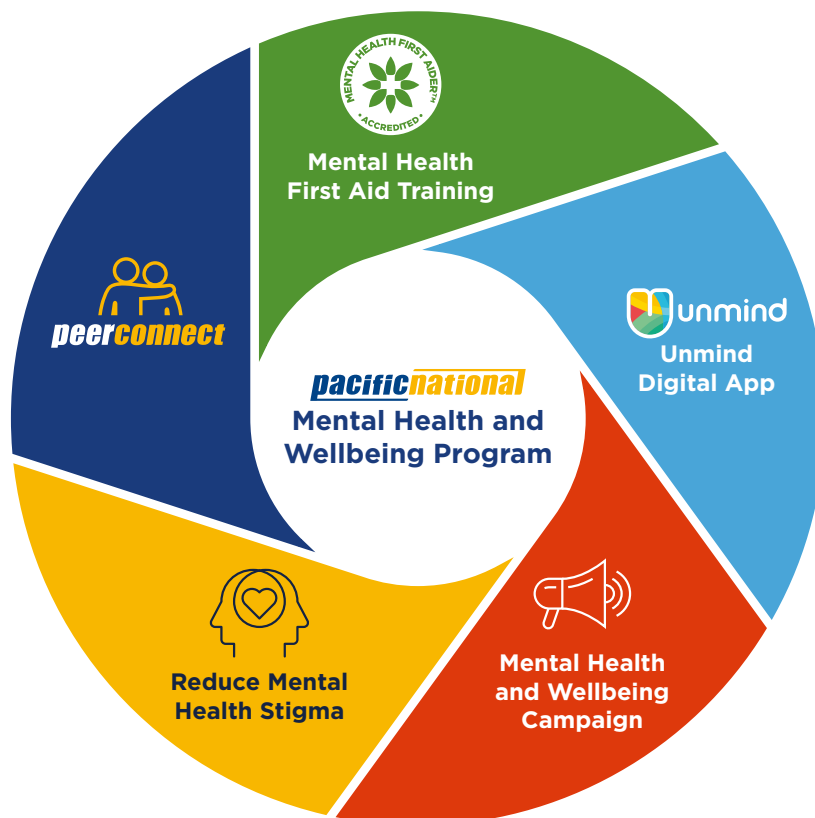 pacificnational
Mental Health and
Wellbeing Program
MENTAL HEALTH FIRST AIDER™
• ACCREDITED •
Mental Health
First Aid Training
unmind
Unmind
Digital App
Mental Health
and Wellbeing
Campaign
Reduce Mental
Health Stigma
peerconnect